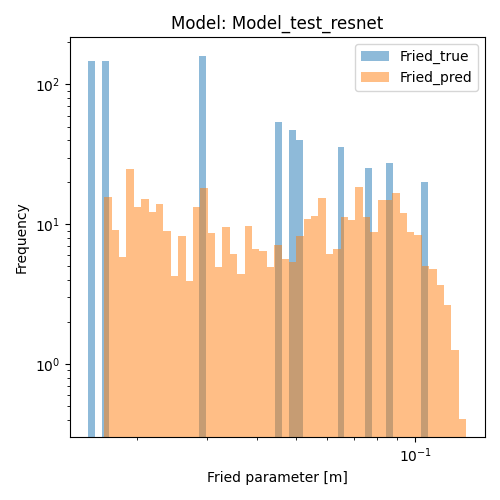 Model: Model_test_resnet
Fried_true
Fried_pred
Frequency
10²
10¹
10⁰
10⁻¹
Fried parameter [m]